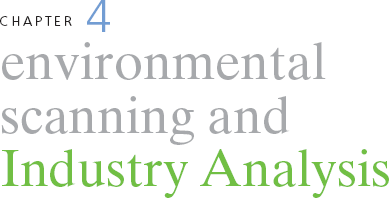 CHAPTER 4
environmental
scanning and
Industry Analysis